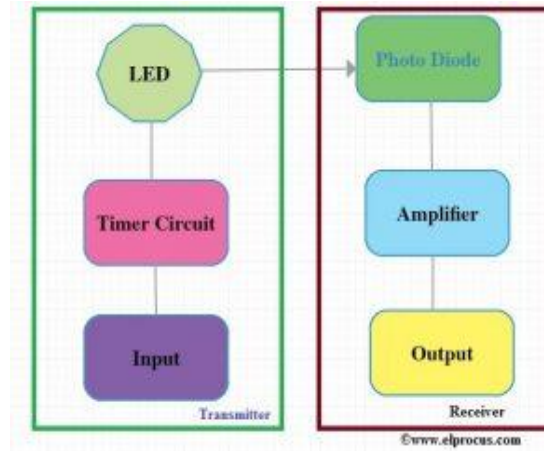 LED
Timer Circuit
Input
Transmitter
Photo Diode
Amplifier
Output
Receiver
©www.elprocus.com